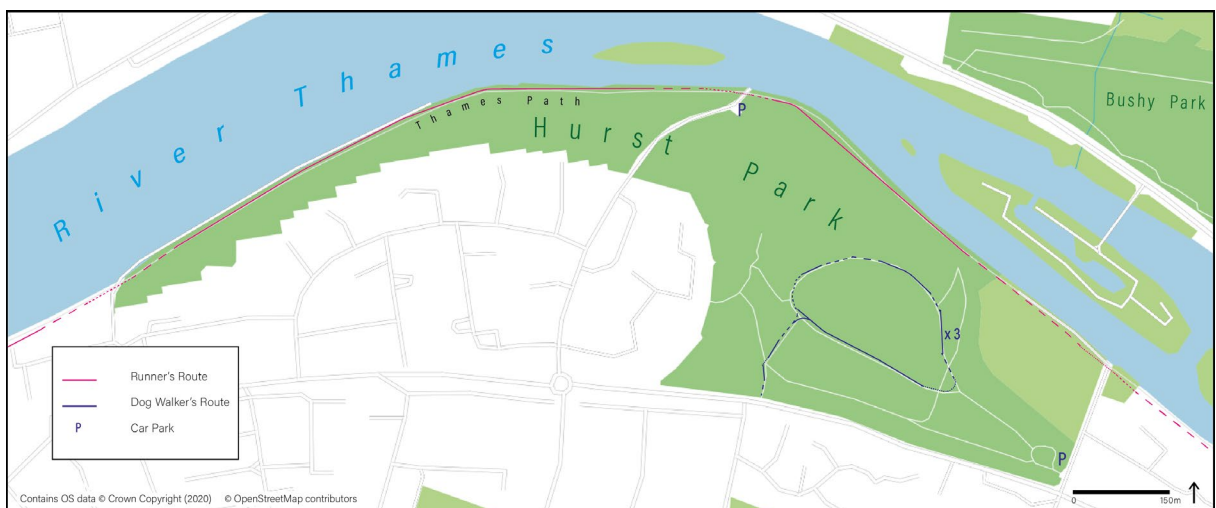 River Thames
Thames Path
Hurst Park
Bushy Park
P
x3
P
Runner's Route
Dog Walker's Route
P Car Park
Contains OS data © Crown Copyright (2020) © OpenStreetMap contributors
0 150m